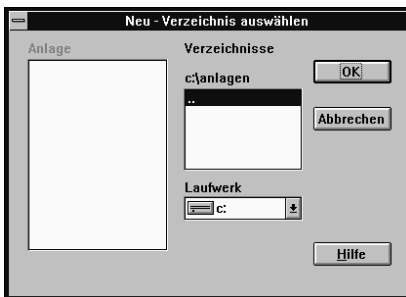 Neu - Verzeichnis auswählen
Anlage
Verzeichnisse
c:\anlagen
..
OK
Abbrechen
Laufwerk
c:
Hilfe